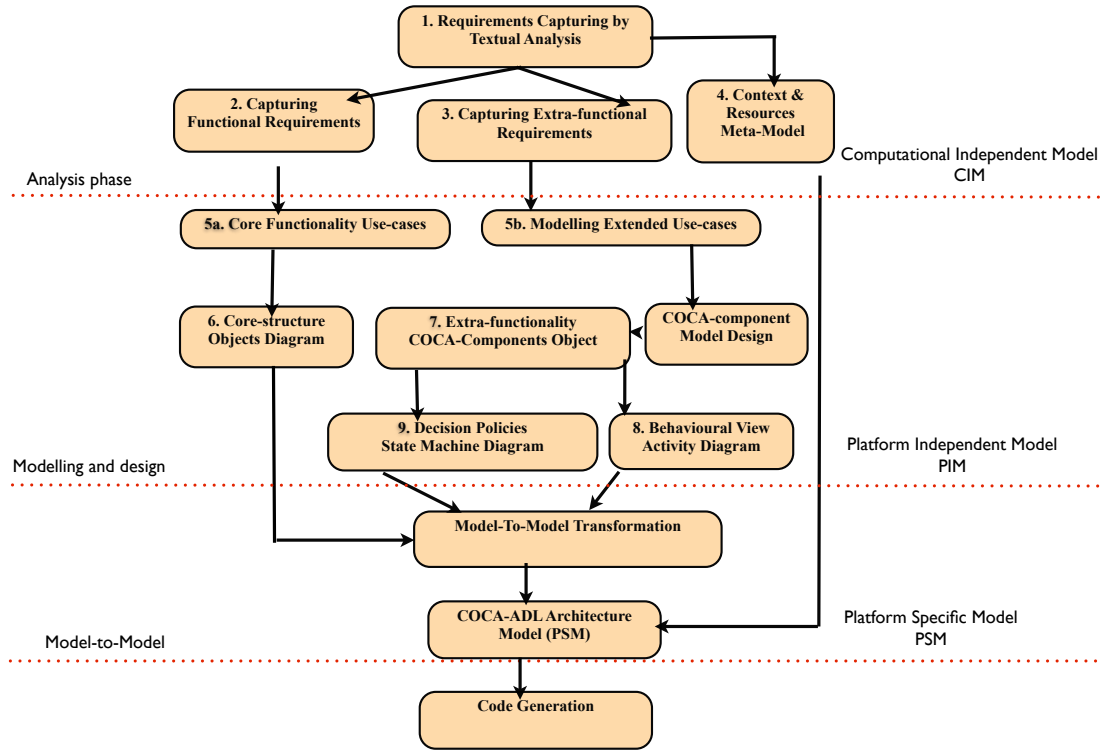 1. Requirements Capturing by
Textual Analysis
2. Capturing
Functional Requirements
3. Capturing Extra-functional
Requirements
4. Context &
Resources
Meta-Model
Computational Independent Model
CIM
Analysis phase
5a. Core Functionality Use-cases
5b. Modelling Extended Use-cases
6. Core-structure
Objects Diagram
7. Extra-functionality
COCA-Components Object
COCA-component
Model Design
9. Decision Policies
State Machine Diagram
8. Behavioural View
Activity Diagram
Platform Independent Model
PIM
Modelling and design
Model-To-Model Transformation
COCA-ADL Architecture
Model (PSM)
Platform Specific Model
PSM
Model-to-Model
Code Generation